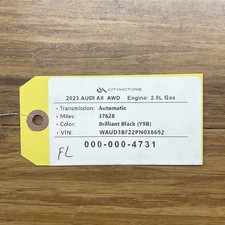 CITYMOTORS
2023 AUDI A6 AWD Engine: 2.0L Gas
• Transmission: Automatic
• Miles: 37628
• Color: Brilliant Black (Y9B)
• VIN: WAUD3BF22PN038692
FL 000-000-4731